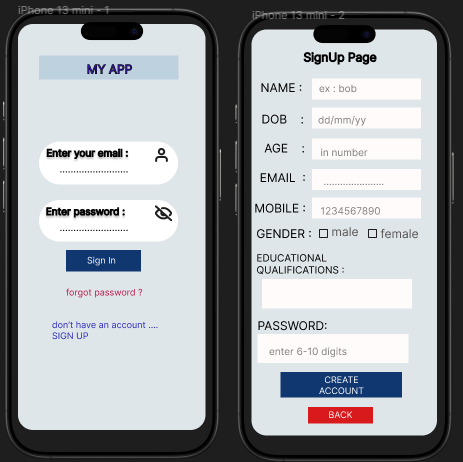 iPhone 13 mini - 1
MY APP
Enter your email :
........................
Enter password :
........................
Sign In
forgot password ?
don't have an account ....
SIGN UP
iPhone 13 mini - 2
SignUp Page
NAME : ex : bob
DOB : dd/mm/yy
AGE : in number
EMAIL : .....................
MOBILE : 1234567890
GENDER : male female
EDUCATIONAL
QUALIFICATIONS :
PASSWORD:
enter 6-10 digits
CREATE
ACCOUNT
BACK